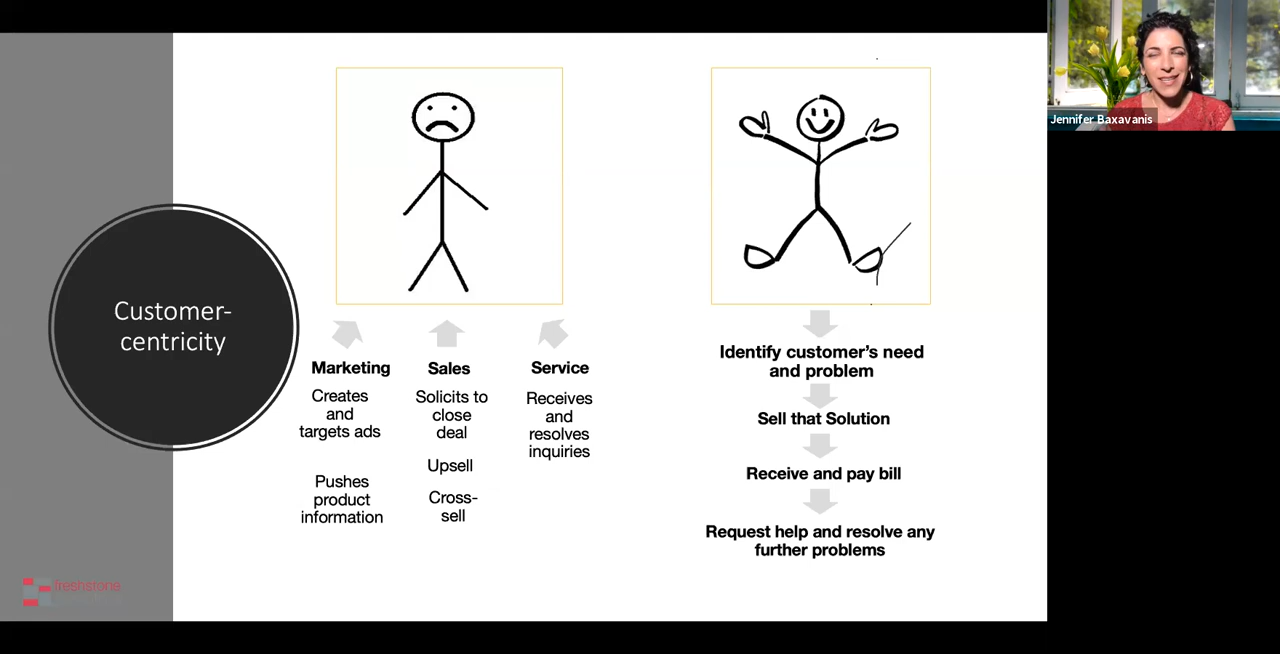 Customer-
centricity
Marketing
Creates
and
targets ads
Pushes
product
information
Sales
Solicits to
close
deal
Upsell
Cross-
sell
Service
Receives
and
resolves
inquiries
Identify customer's need
and problem
Sell that Solution
Receive and pay bill
Request help and resolve any
further problems
Jennifer Baxavanis